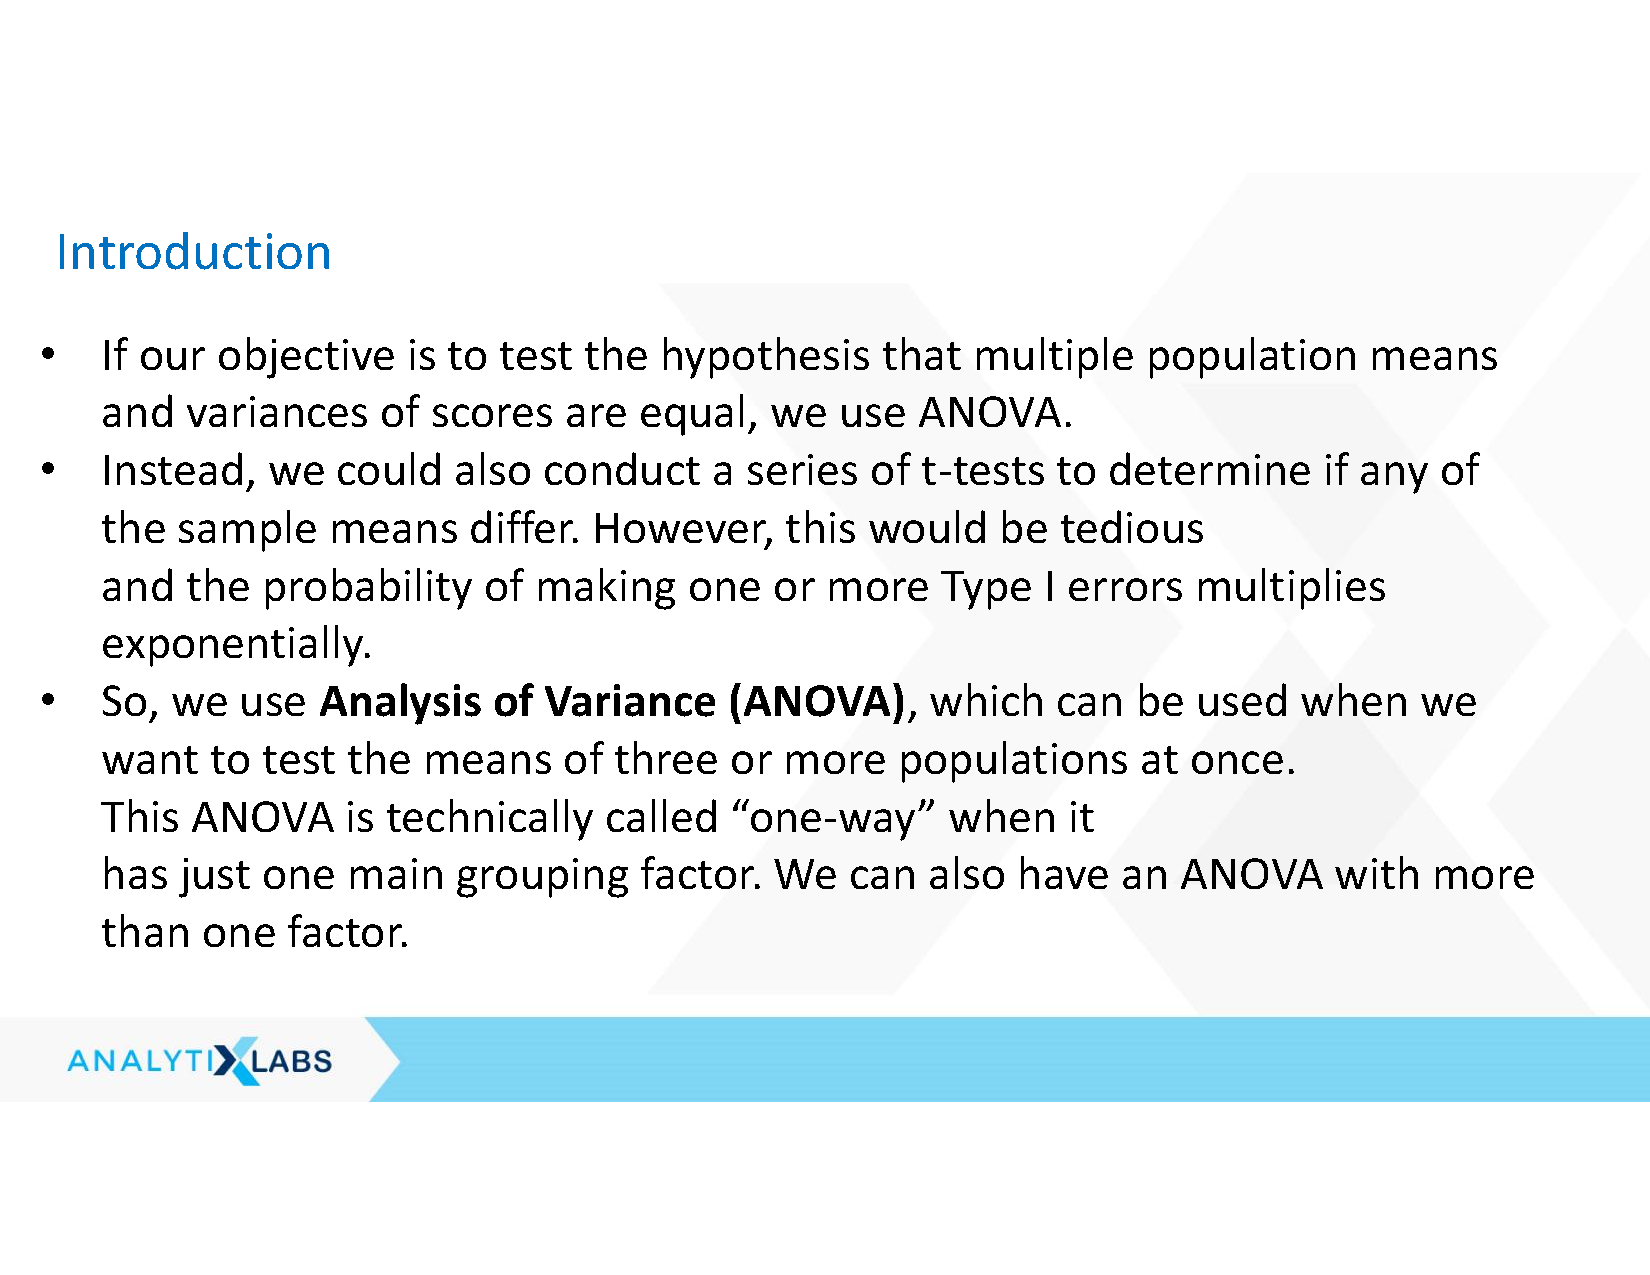 Introduction
• If our objective is to test the hypothesis that multiple population means
and variances of scores are equal, we use ANOVA.
• Instead, we could also conduct a series of t-tests to determine if any of
the sample means differ. However, this would be tedious
and the probability of making one or more Type I errors multiplies
exponentially.
• So, we use Analysis of Variance (ANOVA), which can be used when we
want to test the means of three or more populations at once.
This ANOVA is technically called “one-way” when it
has just one main grouping factor. We can also have an ANOVA with more
than one factor.
ANALYTIXLABS